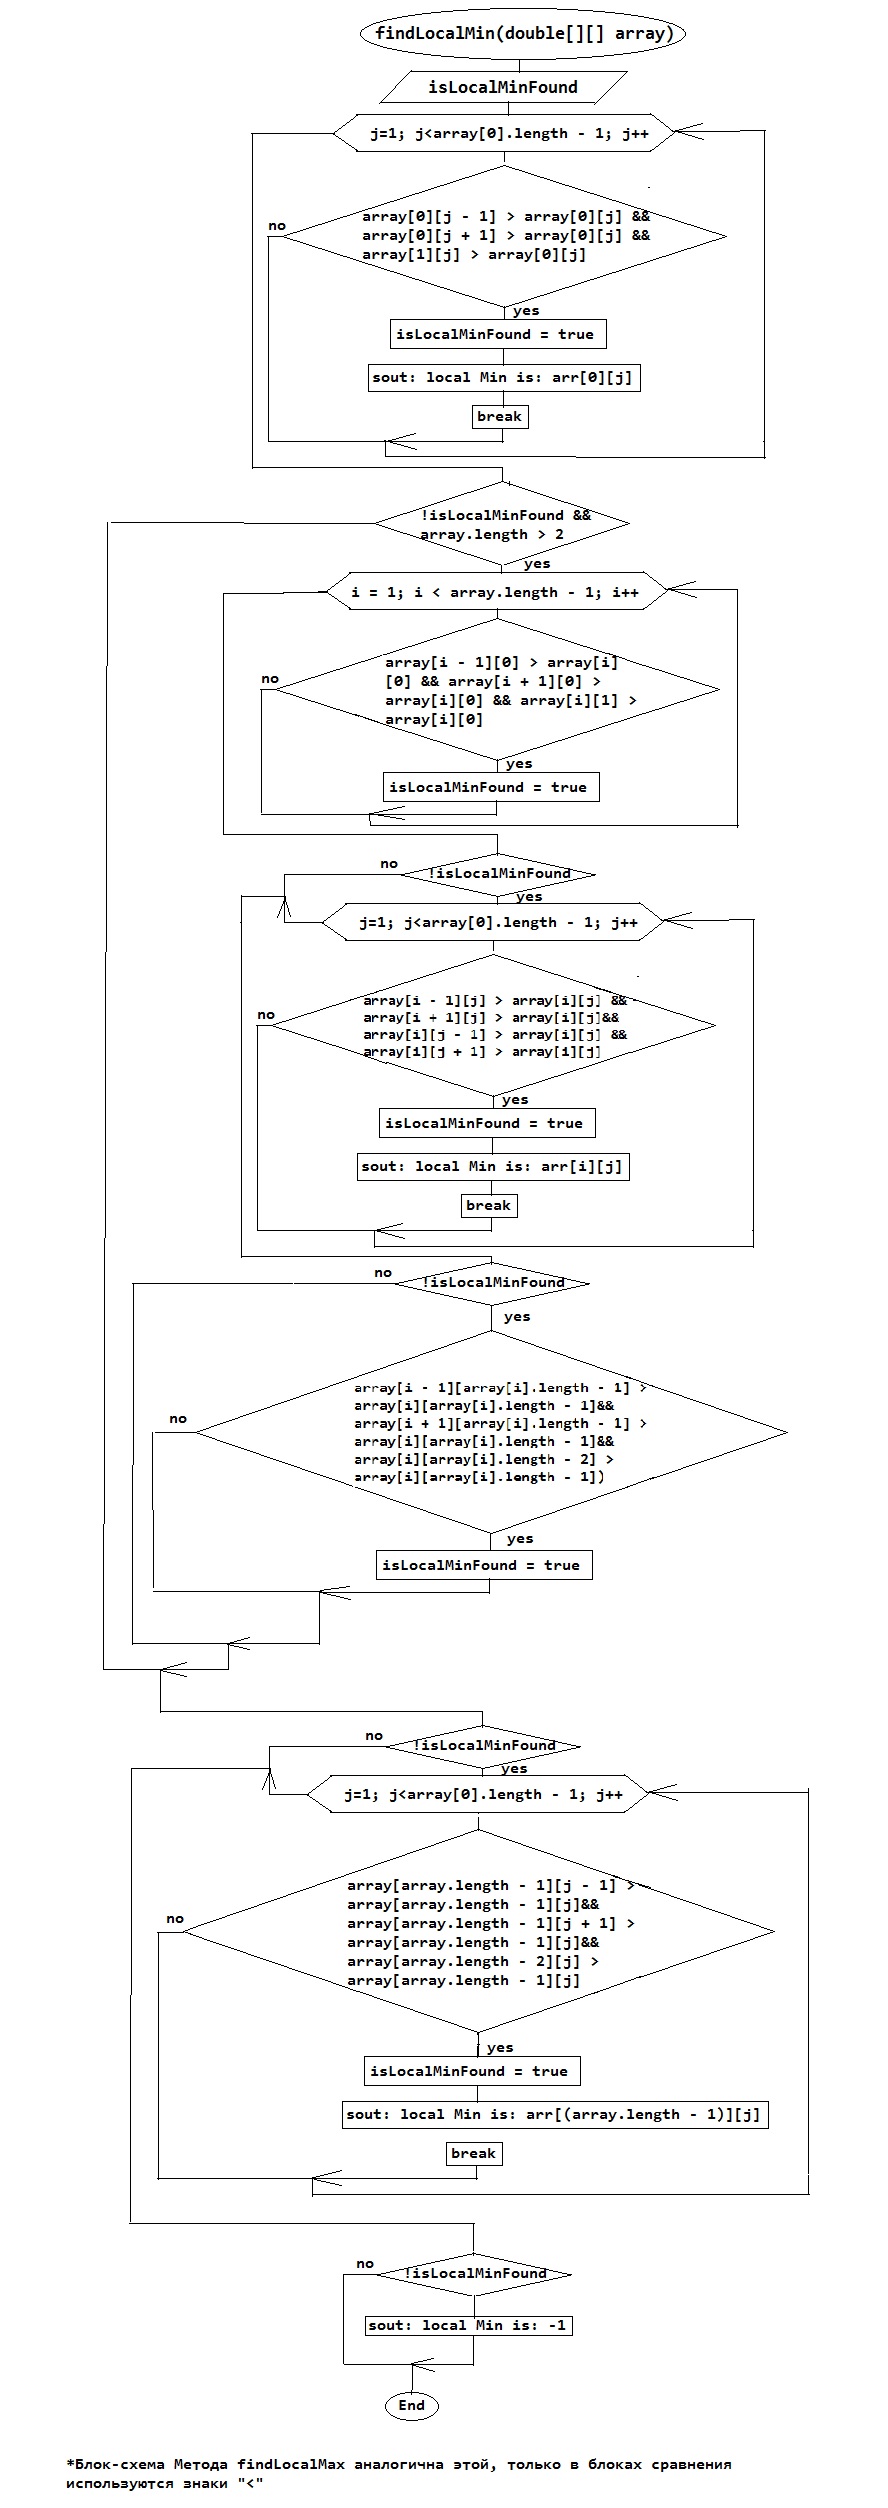 findLocalMin(double[][] array)
isLocalMinFound
j=1; j<array[0].length - 1; j++
array[0][j - 1] > array[0][j] &&
array[0][j + 1] > array[0][j] &&
array[1][j] > array[0][j]
no
yes
isLocalMinFound = true
sout: local Min is: arr[0][j]
break
!isLocalMinFound &&
array.length > 2
yes
i = 1; i < array.length - 1; i++
array[i - 1][0] > array[i]
[0] && array[i + 1][0] >
array[i][0] && array[i][1] >
array[i][0]
no
yes
isLocalMinFound = true
no
!isLocalMinFound
yes
j=1; j<array[0].length - 1; j++
array[i - 1][j] > array[i][j] &&
array[i + 1][j] > array[i][j]&&
array[i][j - 1] > array[i][j] &&
array[i][j + 1] > array[i][j]
no
yes
isLocalMinFound = true
sout: local Min is: arr[i][j]
break
no
!isLocalMinFound
yes
array[i - 1][array[i].length - 1] >
array[i][array[i].length - 1]&&
array[i + 1][array[i].length - 1] >
array[i][array[i].length - 1]&&
array[i][array[i].length - 2] >
array[i][array[i].length - 1])
no
yes
isLocalMinFound = true
no
!isLocalMinFound
yes
j=1; j<array[0].length - 1; j++
array[array.length - 1][j - 1] >
array[array.length - 1][j]&&
array[array.length - 1][j + 1] >
array[array.length - 1][j]&&
array[array.length - 2][j] >
array[array.length - 1][j]
no
yes
isLocalMinFound = true
sout: local Min is: arr[(array.length - 1)][j]
break
no
!isLocalMinFound
sout: local Min is: -1
End
*Блок-схема Метода findLocalMax аналогична этой, только в блоках сравнения
используются знаки "<"